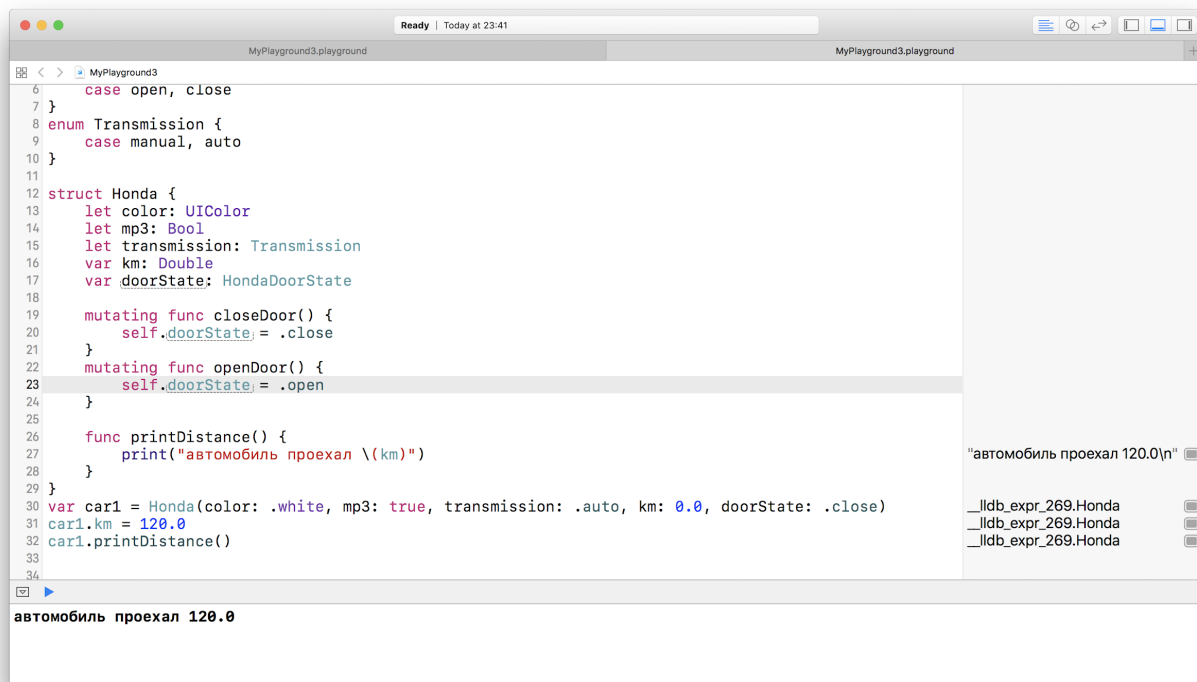 Ready | Today at 23:41
MyPlayground3.playground
MyPlayground3.playground
MyPlayground3
6 case open, close
7 }
8 enum Transmission {
9 case manual, auto
10 }
11
12 struct Honda {
13 let color: UIColor
14 let mp3: Bool
15 let transmission: Transmission
16 var km: Double
17 var doorState: HondaDoorState
18
19 mutating func closeDoor() {
20 self.doorState = .close
21 }
22 mutating func openDoor() {
23 self.doorState = .open
24 }
25
26 func printDistance() {
27 print("автомобиль проехал \(km)")
"автомобиль проехал 120.0\n"
28 }
29 }
30 var car1 = Honda(color: .white, mp3: true, transmission: .auto, km: 0.0, doorState: .close)
__lldb_expr_269.Honda
31 car1.km = 120.0
__lldb_expr_269.Honda
32 car1.printDistance()
__lldb_expr_269.Honda
33
34
автомобиль проехал 120.0